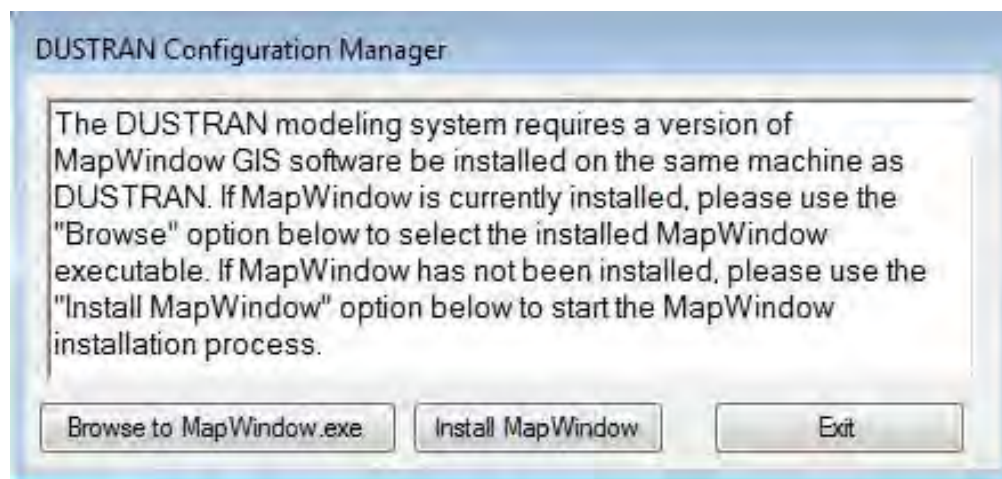 DUSTRAN Configuration Manager
The DUSTRAN modeling system requires a version of
MapWindow GIS software be installed on the same machine as
DUSTRAN. If MapWindow is currently installed, please use the
"Browse" option below to select the installed MapWindow
executable. If MapWindow has not been installed, please use the
"Install MapWindow" option below to start the MapWindow
installation process.
Browse to MapWindow.exe Install MapWindow Exit